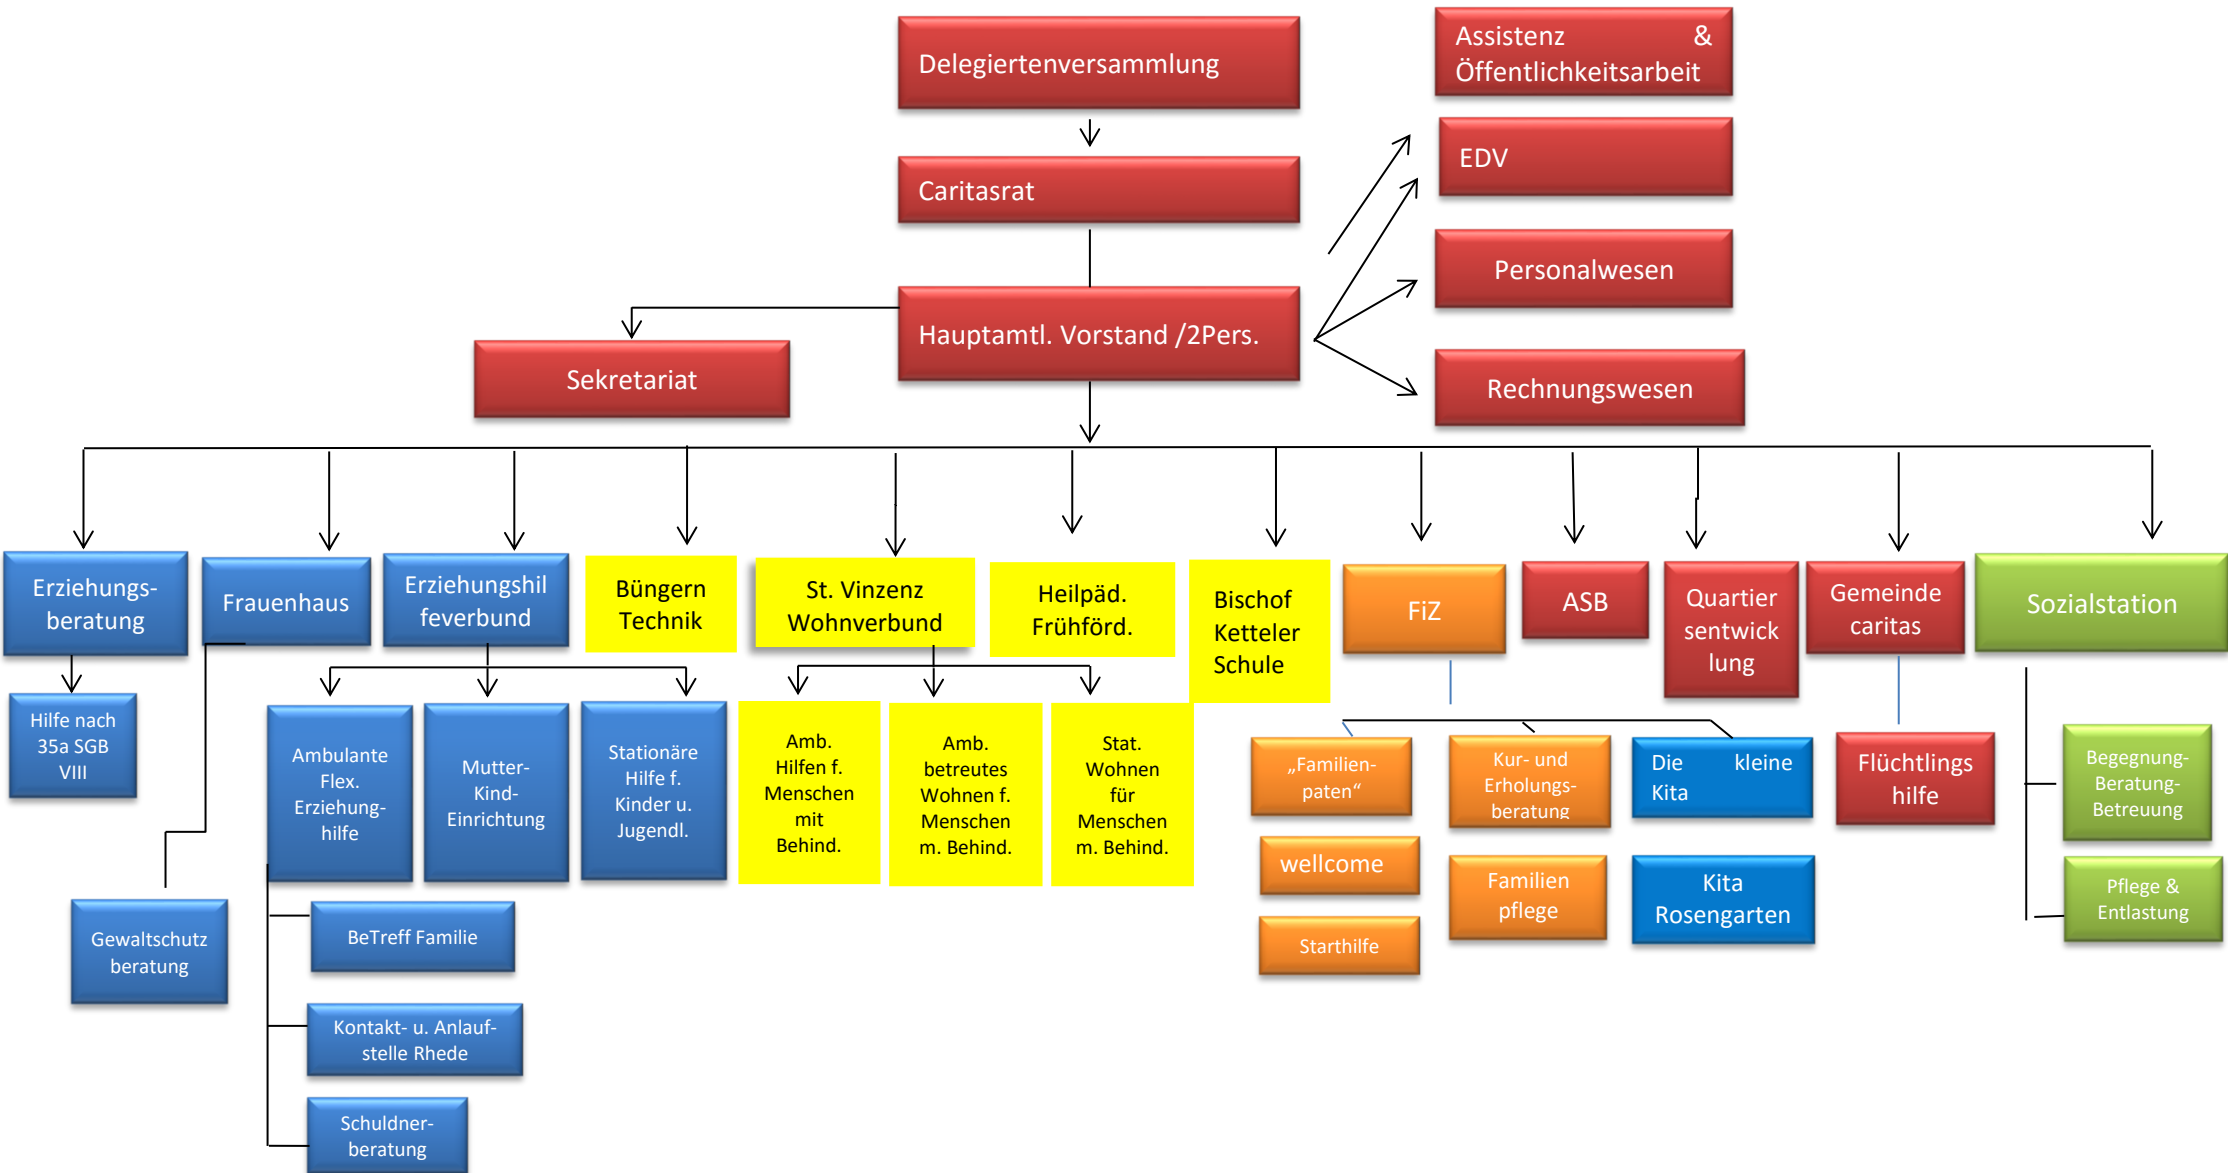 Delegiertenversammlung
Assistenz &
Öffentlichkeitsarbeit
Caritasrat
EDV
Personalwesen
Hauptamtl. Vorstand /2Pers.
Sekretariat
Rechnungswesen
Erziehungs-
beratung
Frauenhaus
Erziehungshil
feverbund
Büngern
Technik
St. Vinzenz
Wohnverbund
Heilpäd.
Frühförd.
Bischof
Ketteler
Schule
FiZ
ASB
Quartier
sentwick
lung
Gemeinde
caritas
Sozialstation
Hilfe nach
35a SGB
VIII
Ambulante
Flex.
Erziehung-
hilfe
Mutter-
Kind-
Einrichtung
Stationäre
Hilfe f.
Kinder u.
Jugendl.
Amb.
Hilfen f.
Menschen
mit
Behind.
Amb.
betreutes
Wohnen f.
Menschen
m. Behind.
Stat.
Wohnen
für
Menschen
m. Behind.
„Familien-
paten“
Kur- und
Erholungs-
beratung
Die kleine
Kita
Flüchtlings
hilfe
Begegnung-
Beratung-
Betreuung
wellcome
Familien
pflege
Kita
Rosengarten
Pflege &
Entlastung
Starthilfe
Gewaltschutz
beratung
BeTreff Familie
Kontakt- u. Anlauf-
stelle Rhede
Schuldner-
beratung